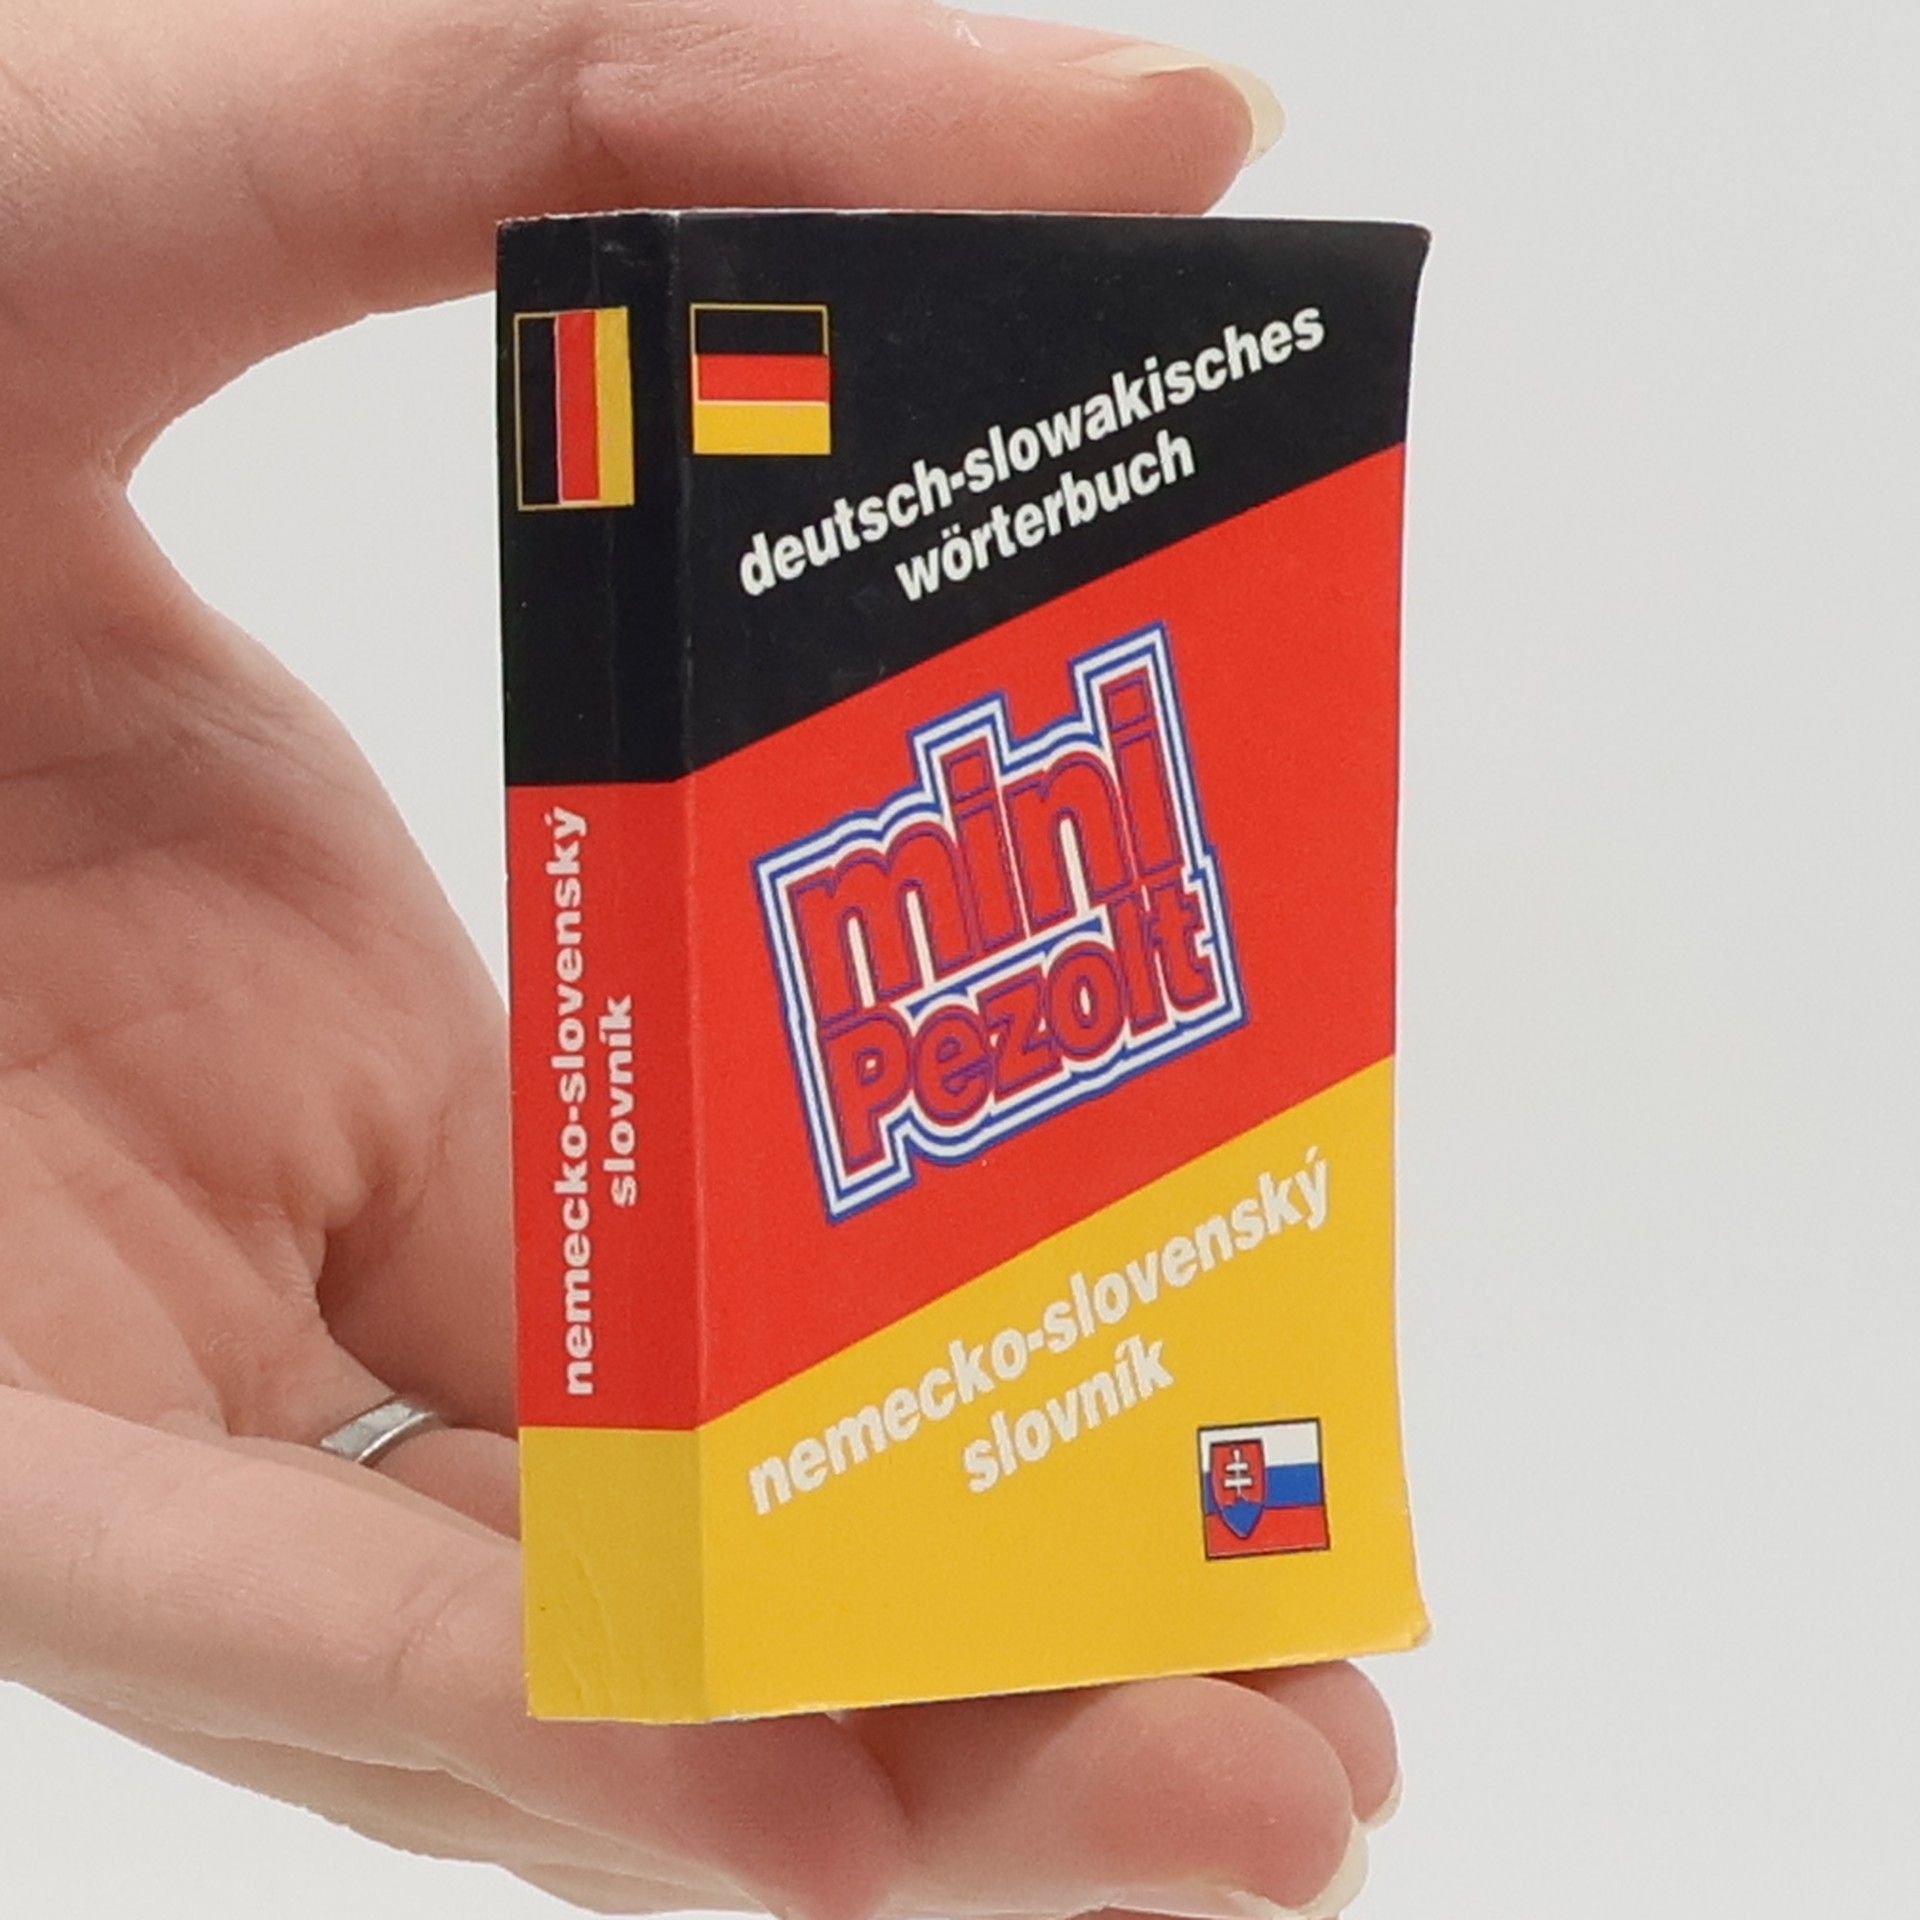 deutsch-slowakisches
wörterbuch
mini
Pezolt
nemecko-slovenský
slovník
nemecko-slovenský
slovník